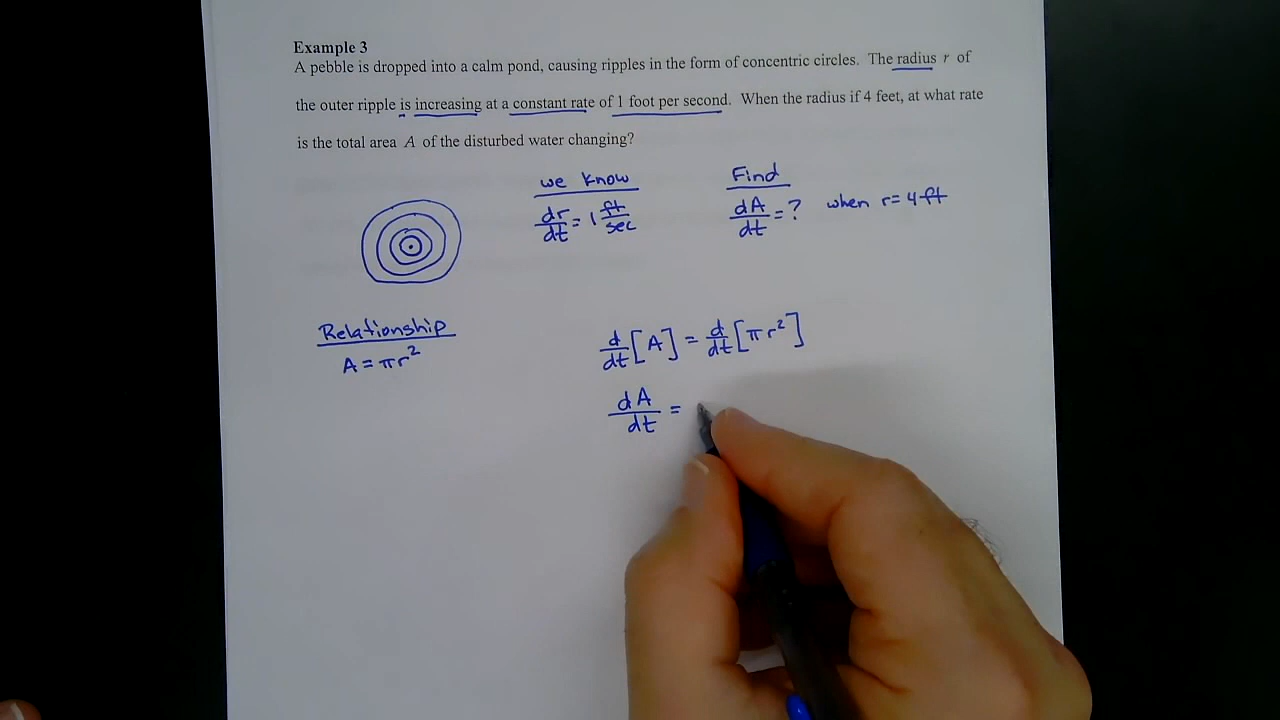 Example 3
A pebble is dropped into a calm pond, causing ripples in the form of concentric circles. The radius r of
the outer ripple is increasing at a constant rate of 1 foot per second. When the radius if 4 feet, at what rate
is the total area A of the disturbed water changing?
we know
Find
dr/dt = 1 ft/sec
dA/dt = ? when r = 4 ft
Relationship
A = πr²
d/dt [A] = d/dt [πr²]
dA/dt =